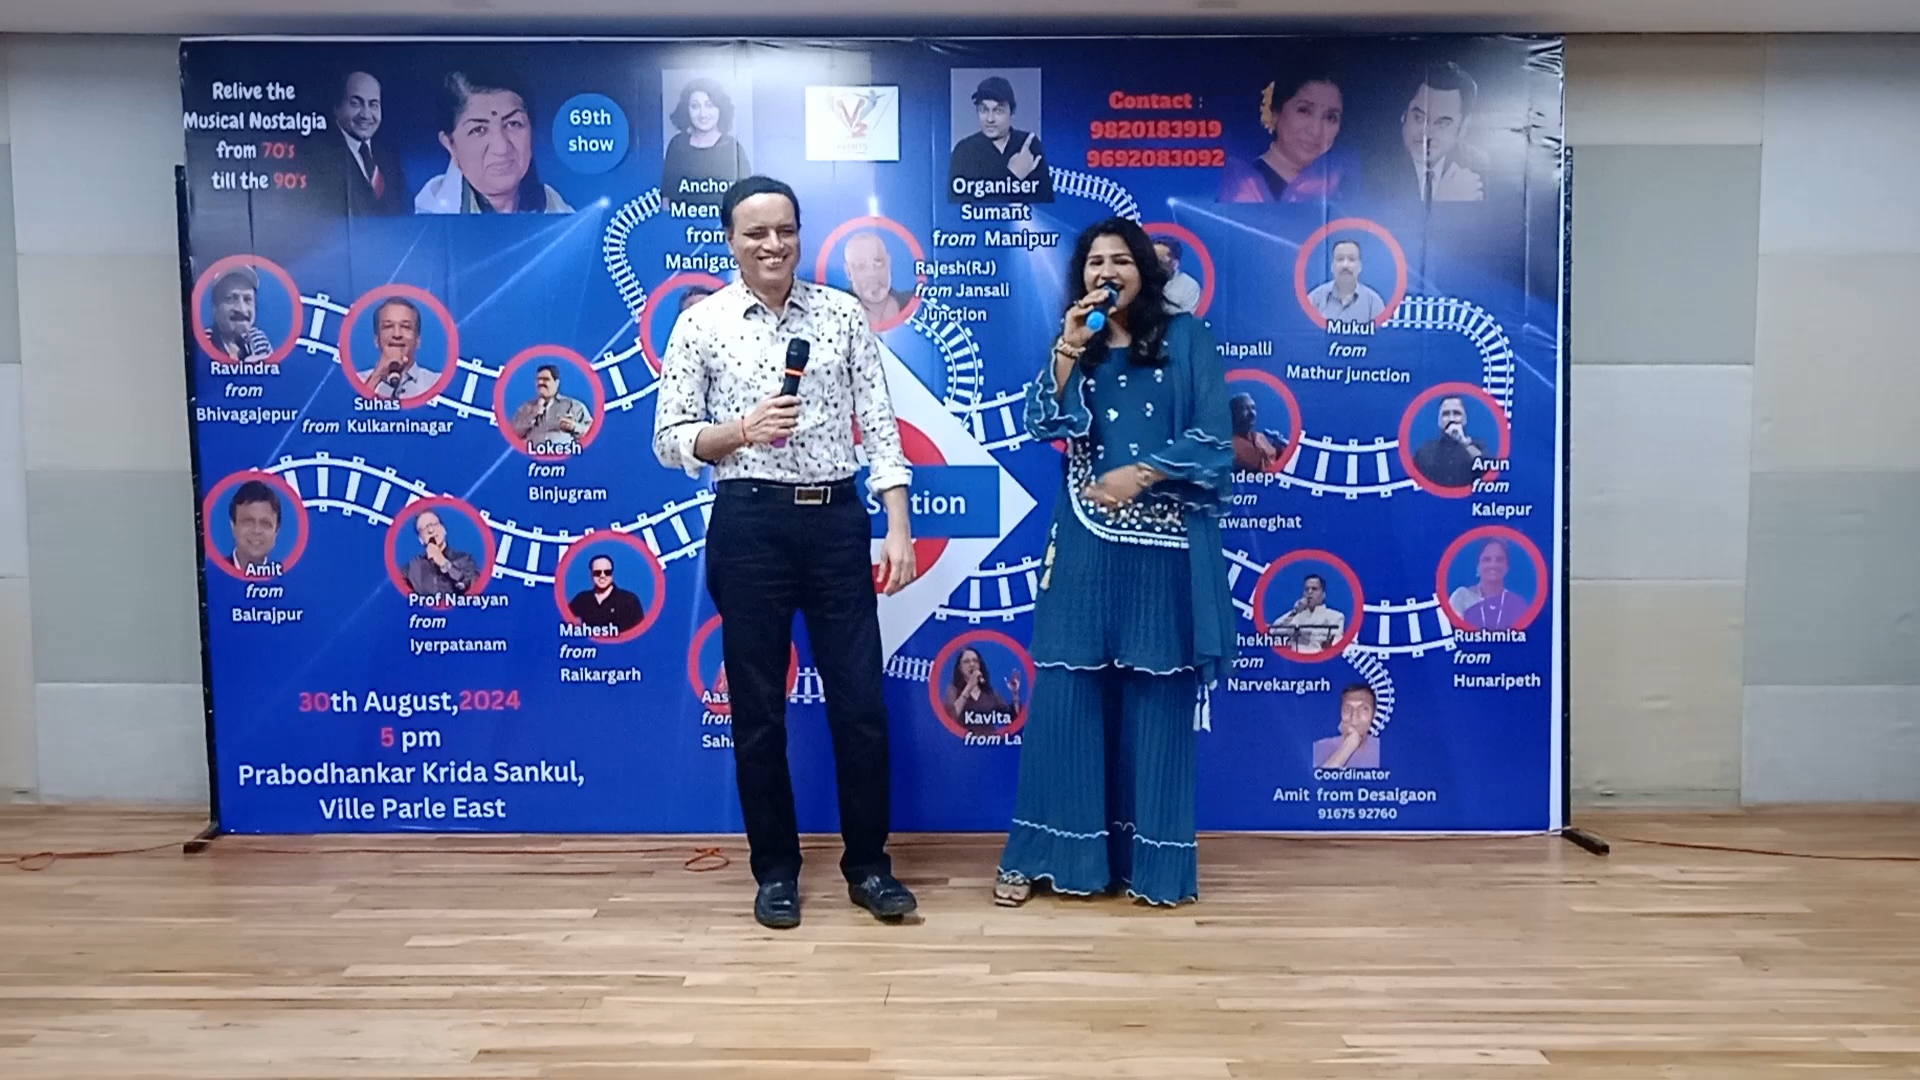 Relive the
Musical Nostalgia
from 70's
till the 90's
69th
show
from
V2
EVENTS
Organiser
Sumant
from Manipur
Contact :
9820183919
9692083092
Rajesh(RJ)
from Jansali
Junction
Mukul
from
Mathur junction
Ravindra
from
Bhivagajepur
Suhas
from Kulkarninagar
Lokesh
from
Binjugram
Arun
from
Kalepur
Amit
from
Balrajpur
Prof Narayan
from
Iyerpatanam
Mahesh
from
Raikargarh
Kavita
from
Narvekargarh
Rushmita
from
Hunaripeth
30th August,2024
5 pm
Prabodhankar Krida Sankul,
Ville Parle East
Coordinator
Amit from Desaigaon
91675 92760